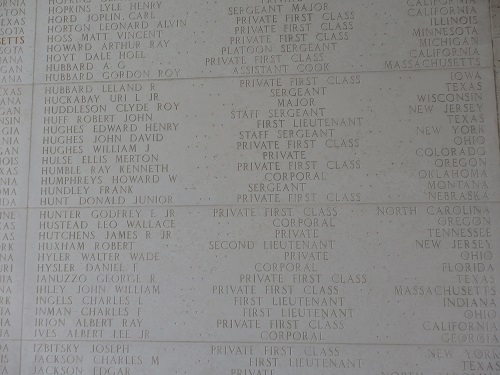 HOPKINS LYLE HENRY SERGEANT MAJOR CALIFORNIA
HORD JOPLIN CARL PRIVATE FIRST CLASS CALIFORNIA
HORTON LEONARD ALVIN PRIVATE FIRST CLASS ILLINOIS
HOSS MATT VINCENT PRIVATE FIRST CLASS MINNESOTA
HOWARD ARTHUR RAY PLATOON SERGEANT MICHIGAN
HOYT DALE HOEL PRIVATE FIRST CLASS CALIFORNIA
HUBBARD A G ASSISTANT COOK MASSACHUSETTS
HUBBARD GORDON ROY PRIVATE FIRST CLASS IOWA
HUBBARD LELAND R SERGEANT TEXAS
HUCKABAY URI L JR MAJOR WISCONSIN
HUDDLESON CLYDE ROY STAFF SERGEANT NEW JERSEY
HUFF ROBERT JOHN FIRST LIEUTENANT TEXAS
HUGHES EDWARD HENRY STAFF SERGEANT NEW YORK
HUGHES JOHN DAVID PRIVATE FIRST CLASS OHIO
HUGHES WILLIAM J PRIVATE COLORADO
HULSE ELLIS MERTON PRIVATE FIRST CLASS OREGON
HUMBLE RAY KENNETH CORPORAL OKLAHOMA
HUMPHREYS HOWARD W SERGEANT MONTANA
HUNDLEY FRANK PRIVATE FIRST CLASS NEBRASKA
HUNT DONALD JUNIOR
HUNTER GODFREY E JR PRIVATE FIRST CLASS NORTH CAROLINA
HUSTEAD LEO WALLACE CORPORAL OREGON
HUTCHENS JAMES R JR PRIVATE TENNESSEE
HUXHAM ROBERT SECOND LIEUTENANT NEW JERSEY
HYLER WALTER WADE PRIVATE OHIO
HYSLER DANIEL F CORPORAL FLORIDA
IANUZZO GEORGE R PRIVATE FIRST CLASS TEXAS
IHLLY JOHN WILLIAM PRIVATE FIRST CLASS MASSACHUSETTS
INGELS CHARLES L FIRST LIEUTENANT INDIANA
INMAN CHARLES T FIRST LIEUTENANT OHIO
IRION ALBERT RAY PRIVATE FIRST CLASS CALIFORNIA
IVES ALBERT LEE JR CORPORAL GEORGIA
IZBITSKY JOSEPH PRIVATE FIRST CLASS NEW YORK
JACKSON CHARLES M FIRST LIEUTENANT TEXAS
JACKSON EDGAR